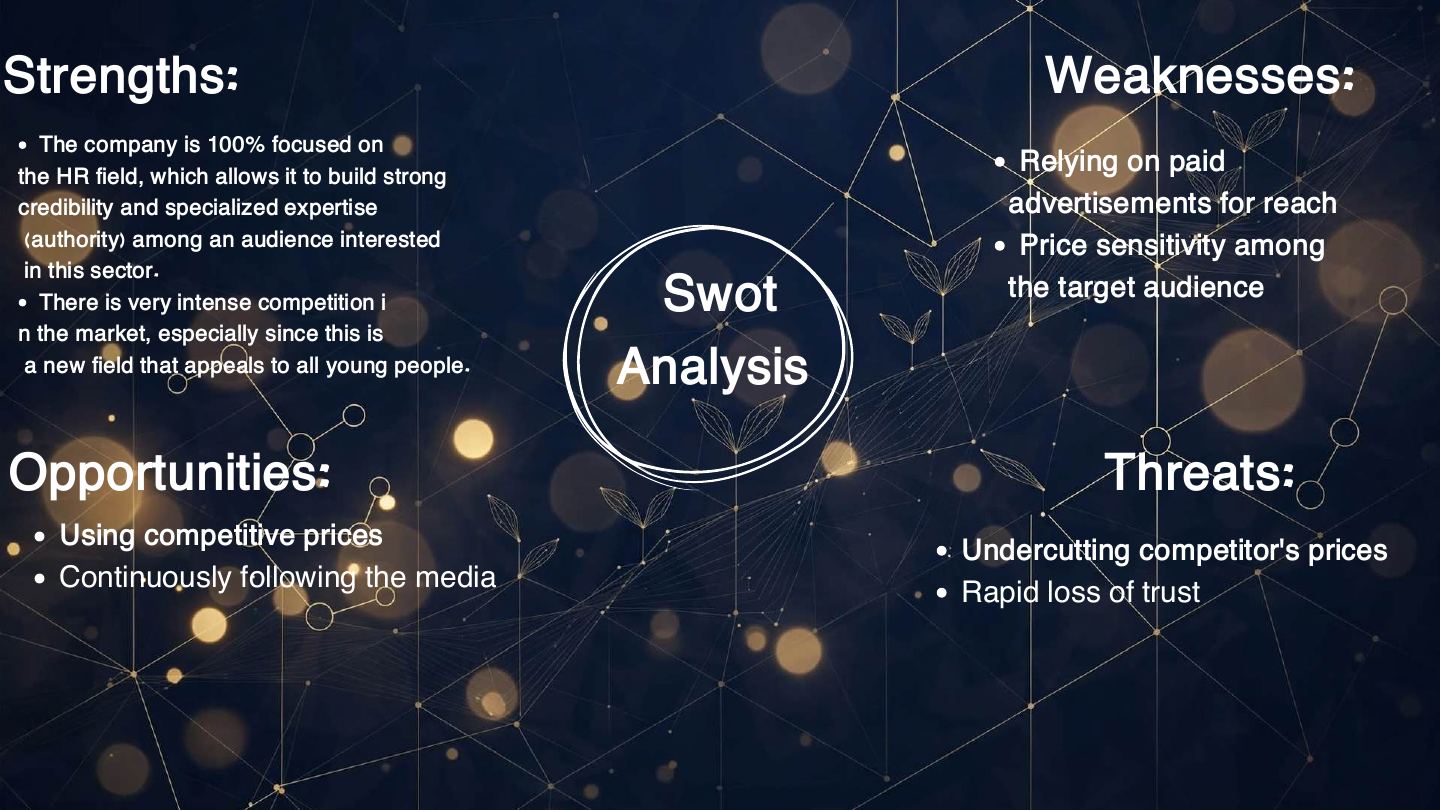 Strengths:
• The company is 100% focused on
the HR field, which allows it to build strong
credibility and specialized expertise
(authority) among an audience interested
in this sector.
• There is very intense competition i
n the market, especially since this is
a new field that appeals to all young people.
Weaknesses:
• Relying on paid
advertisements for reach
• Price sensitivity among
the target audience
Swot
Analysis
Opportunities:
• Using competitive prices
• Continuously following the media
Threats:
• Undercutting competitor's prices
• Rapid loss of trust